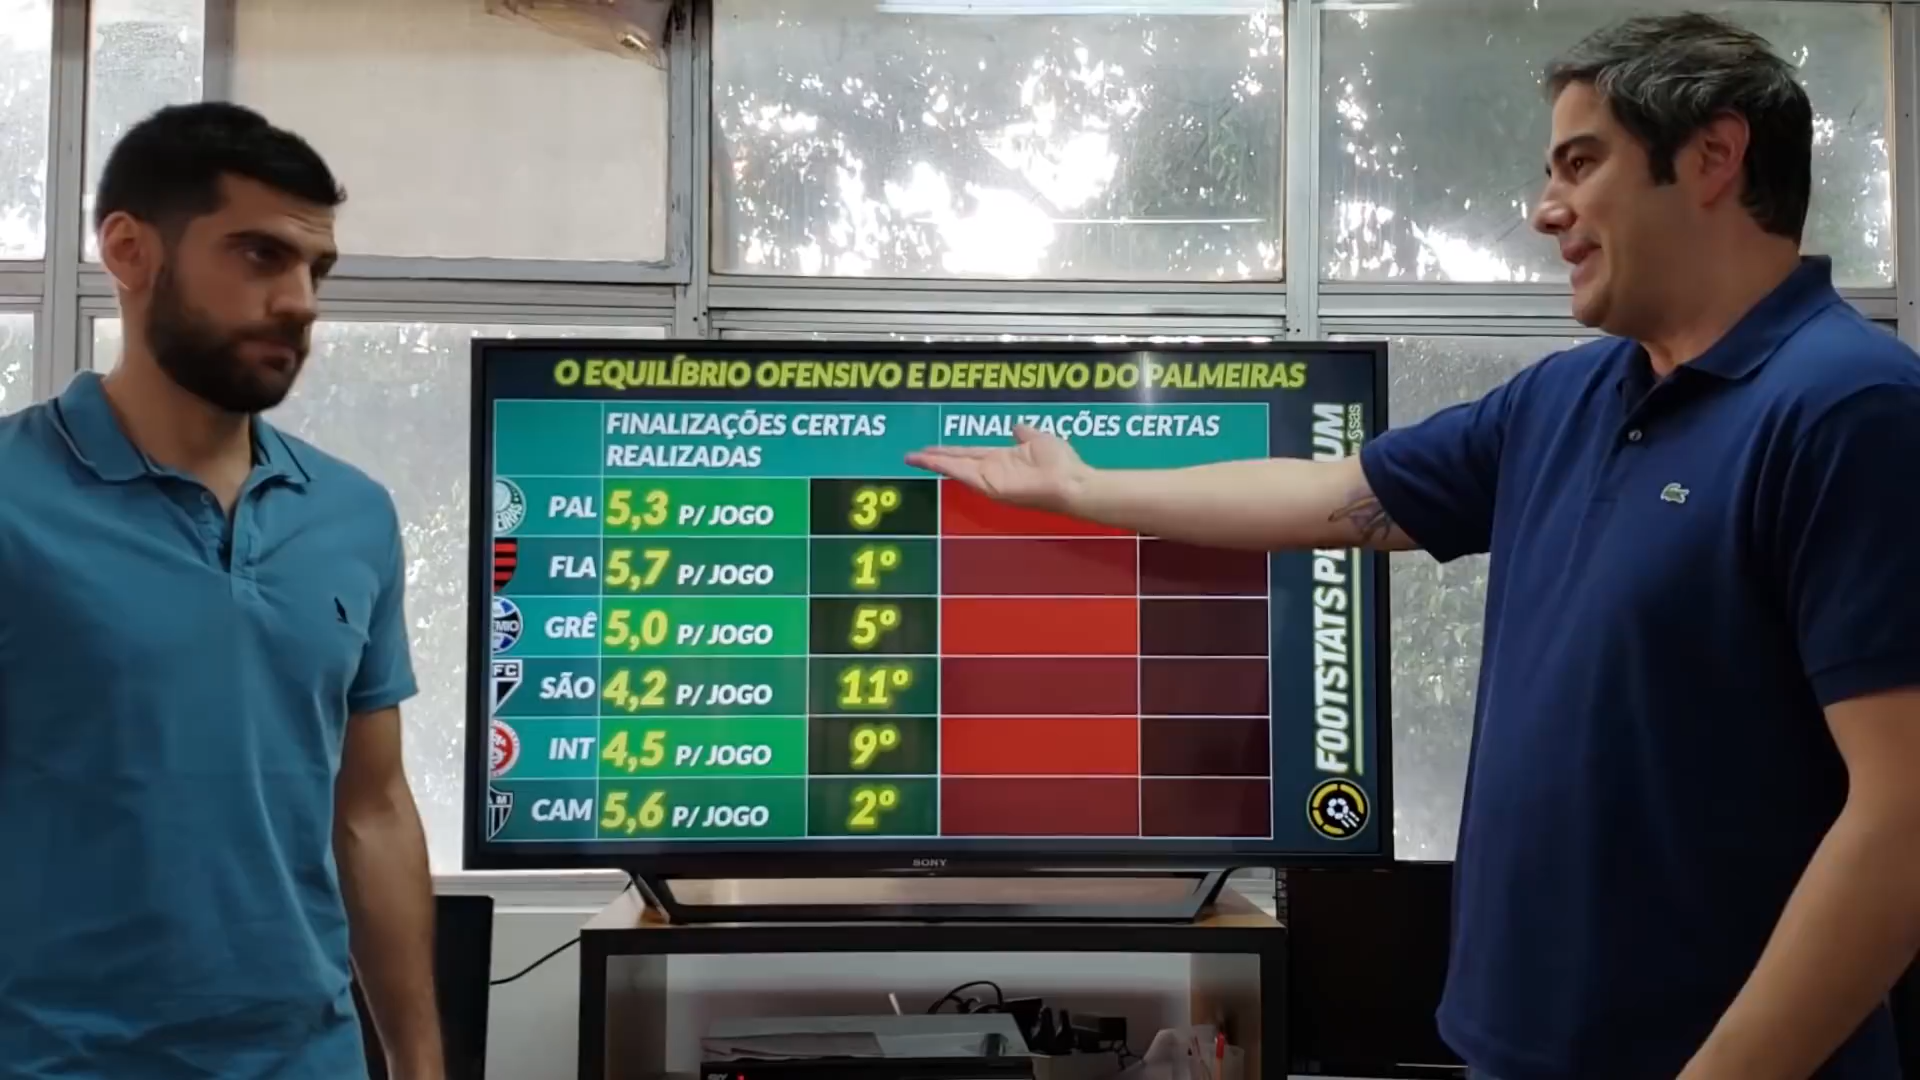 O EQUILÍBRIO OFENSIVO E DEFENSIVO DO PALMEIRAS
FINALIZAÇÕES CERTAS
REALIZADAS
FINALIZAÇÕES CERTAS
PAL 5,3 P/ JOGO 3º
FLA 5,7 P/ JOGO 1º
GRÊ 5,0 P/ JOGO 5º
SÃO 4,2 P/ JOGO 11º
INT 4,5 P/ JOGO 9º
CAM 5,6 P/ JOGO 2º
FOOTSTATS
SONY